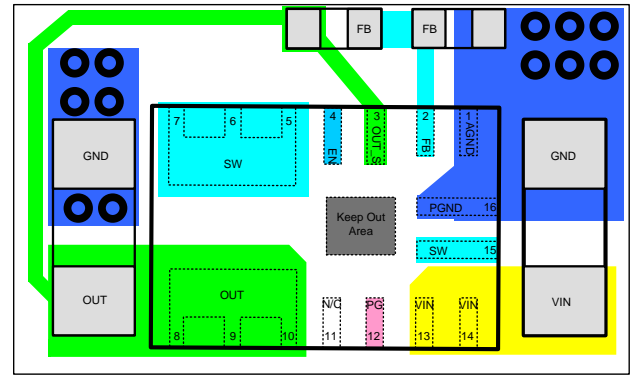 FB FB
7 6 5 4 3 2 1
EN OUT_S FB AGND
GND SW GND
PGND 16
Keep Out
Area
SW 15
OUT OUT VIN
N/C PG VIN VIN
8 9 10 11 12 13 14